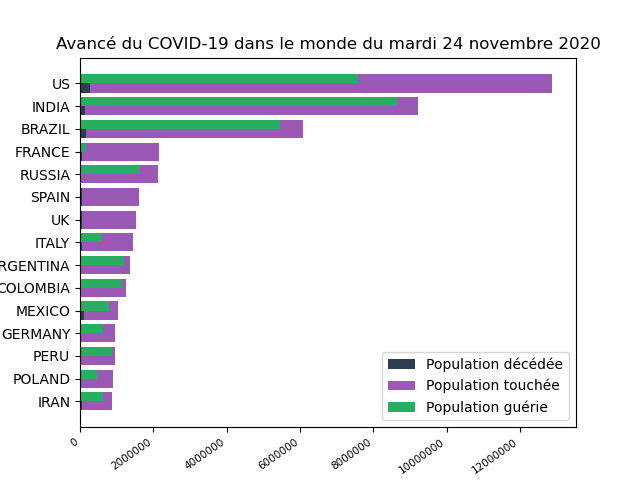 Avancé du COVID-19 dans le monde du mardi 24 novembre 2020
US
INDIA
BRAZIL
FRANCE
RUSSIA
SPAIN
UK
ITALY
RGENTINA
COLOMBIA
MEXICO
GERMANY
PERU
POLAND
IRAN
Population décédée
Population touchée
Population guérie
0 2000000 4000000 6000000 8000000 10000000 12000000